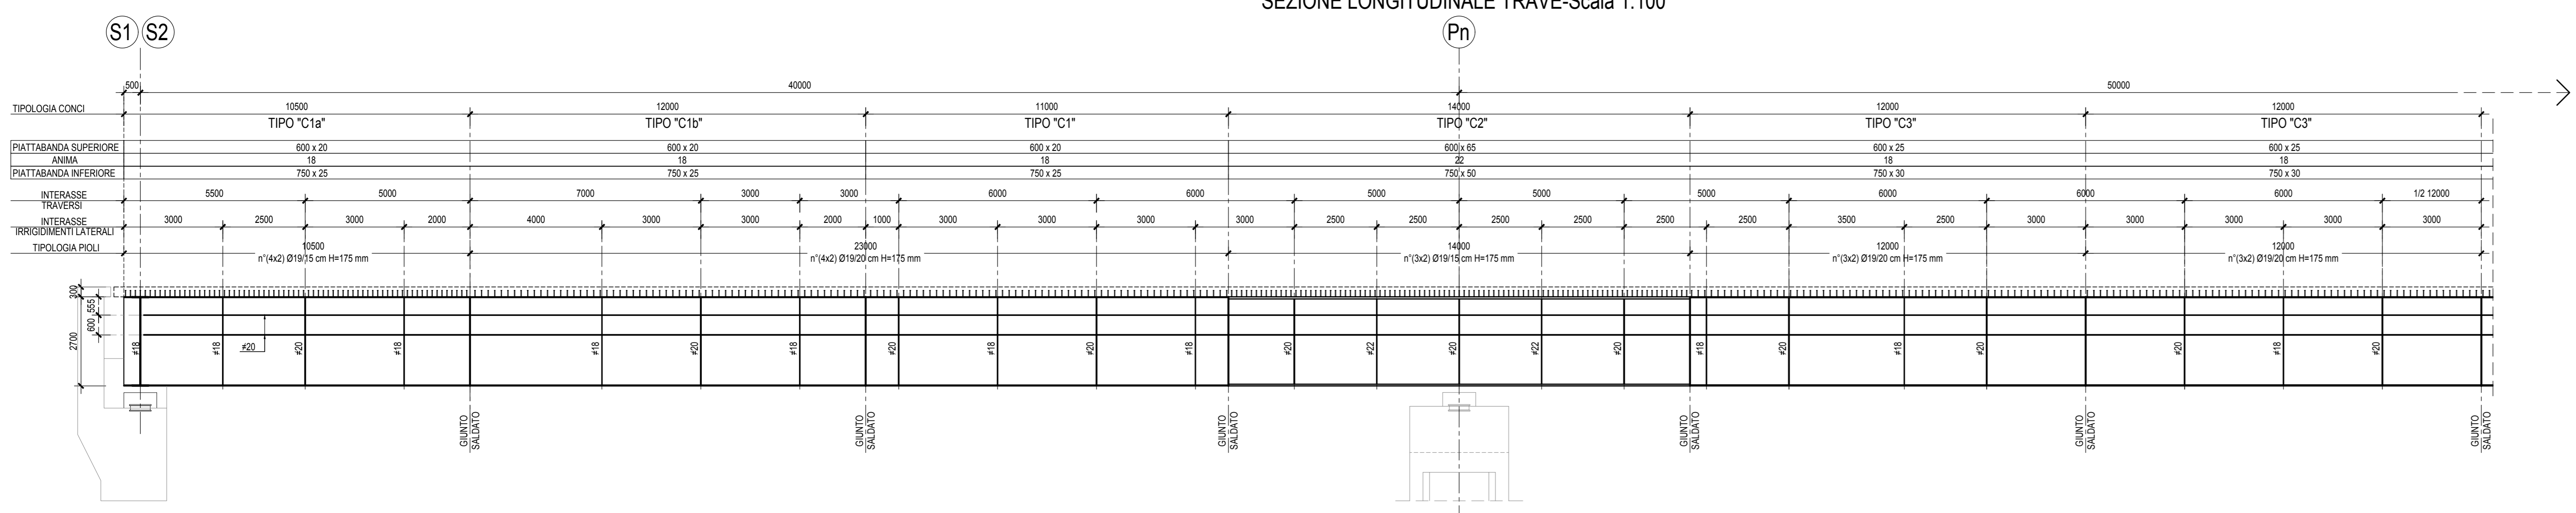 SEZIONE LONGITUDINALE TRAVE-Scala 1:100
S1 S2 Pn
500 40000 50000
TIPOLOGIA CONCI 10500 12000 11000 14000 12000 12000
TIPO "C1a" TIPO "C1b" TIPO "C1" TIPO "C2" TIPO "C3" TIPO "C3"
PIATTABANDA SUPERIORE 600 x 20 600 x 20 600 x 20 600 x 65 600 x 25 600 x 25
ANIMA 18 18 18 22 18 18
PIATTABANDA INFERIORE 750 x 25 750 x 25 750 x 25 750 x 50 750 x 30 750 x 30
INTERASSE TRAVERSI 5500 5000 7000 3000 3000 6000 6000 5000 5000 5000 6000 6000 6000 1/2 12000
INTERASSE IRRIGIDIMENTI LATERALI 3000 2500 3000 2000 4000 3000 3000 2000 1000 3000 3000 3000 3000 2500 2500 2500 2500 2500 2500 3500 2500 3000 3000 3000 3000 3000
TIPOLOGIA PIOLI 10500 23000 14000 12000 12000
n°(4x2) Ø19/15 cm H=175 mm n°(4x2) Ø19/20 cm H=175 mm n°(3x2) Ø19/15 cm H=175 mm n°(3x2) Ø19/20 cm H=175 mm n°(3x2) Ø19/20 cm H=175 mm
300
555
600
2700
≠18 ≠18 ≠20 ≠20 ≠18 ≠18 ≠20 ≠18 ≠20 ≠18 ≠20 ≠18 ≠20 ≠22 ≠20 ≠22 ≠20 ≠18 ≠20 ≠18 ≠20 ≠20 ≠18 ≠20
GIUNTO SALDATO
GIUNTO SALDATO
GIUNTO SALDATO
GIUNTO SALDATO
GIUNTO SALDATO
GIUNTO SALDATO